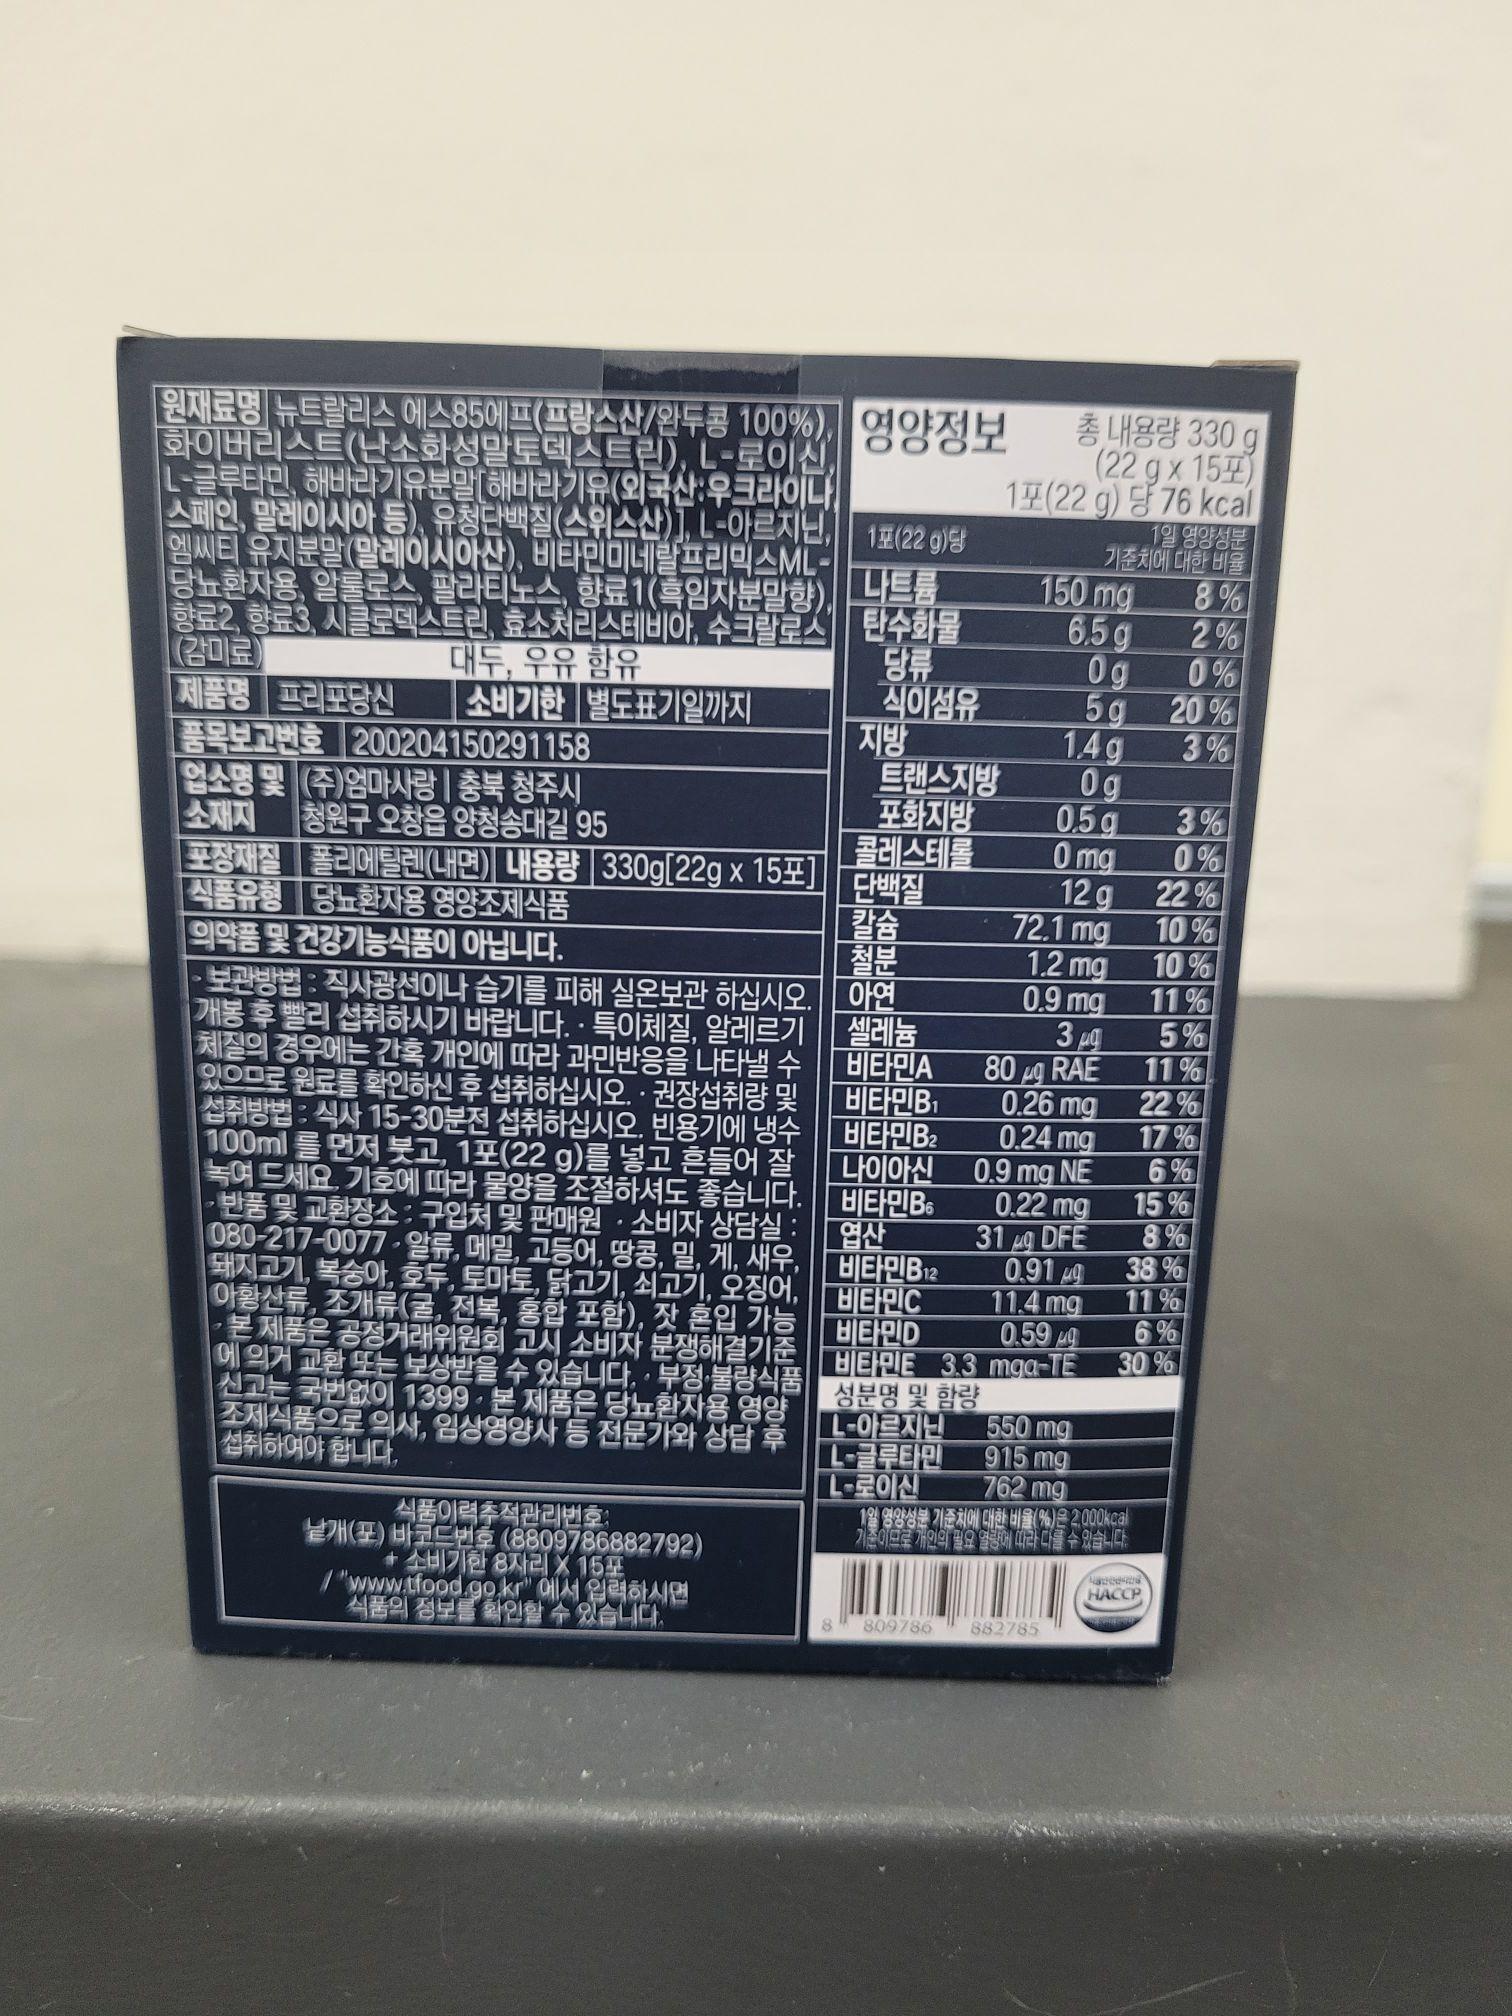 원재료명 뉴트랄리스 에스85에프(프랑스산/완두콩 100%),
화이버리스트(난소화성말토덱스트린), L-로이신,
L-글루타민, 해바라기유분말[해바라기유(외국산:우크라이나,
스페인, 말레이시아 등), 유청단백질(스위스산)], L-아르지닌,
엠씨티 유지분말(말레이시아산), 비타민미네랄프리믹스ML-
당뇨환자용, 알룰로스, 팔라티노스, 향료1(흑임자분말향),
향료2, 향료3, 시클로덱스트린, 효소처리스테비아, 수크랄로스
(감미료)
대두, 우유 함유
제품명 프리포당신 소비기한 별도표기일까지
품목보고번호 200204150291158
업소명 및 소재지 (주)엄마사랑 | 충북 청주시
청원구 오창읍 양청송대길 95
포장재질 폴리에틸렌(내면) 내용량 330g[22g x 15포]
식품유형 당뇨환자용 영양조제식품
의약품 및 건강기능식품이 아닙니다.
· 보관방법 : 직사광선이나 습기를 피해 실온보관 하십시오.
개봉 후 빨리 섭취하시기 바랍니다. · 특이체질, 알레르기
체질의 경우에는 간혹 개인에 따라 과민반응을 나타낼 수
있으므로 원료를 확인하신 후 섭취하십시오. · 권장섭취량 및
섭취방법 : 식사 15-30분전 섭취하십시오. 빈용기에 냉수
100ml 를 먼저 붓고, 1포(22 g)를 넣고 흔들어 잘
녹여 드세요. 기호에 따라 물양을 조절하셔도 좋습니다.
· 반품 및 교환장소 : 구입처 및 판매원 · 소비자 상담실 :
080-217-0077 · 알류, 메밀, 고등어, 땅콩, 밀, 게, 새우,
돼지고기, 복숭아, 호두, 토마토, 닭고기, 쇠고기, 오징어,
아황산류, 조개류(굴, 전복, 홍합 포함), 잣 혼입 가능
· 본 제품은 공정거래위원회 고시 소비자 분쟁해결기준
에 의거 교환 또는 보상받을 수 있습니다. · 부정·불량식품
신고는 국번없이 1399 · 본 제품은 당뇨환자용 영양
조제식품으로 의사, 임상영양사 등 전문가와 상담 후
섭취하여야 합니다.
식품이력추적관리번호:
낱개(포) 바코드번호 (8809786882792)
+ 소비기한 8자리 X 15포
/ "www.tfood.go.kr" 에서 입력하시면
식품의 정보를 확인할 수 있습니다.
영양정보 총 내용량 330 g
(22 g x 15포)
1포(22 g) 당 76 kcal
1포(22 g)당 1일 영양성분
기준치에 대한 비율
나트륨 150 mg 8 %
탄수화물 6.5 g 2 %
당류 0 g 0 %
식이섬유 5 g 20 %
지방 1.4 g 3 %
트랜스지방 0 g
포화지방 0.5 g 3 %
콜레스테롤 0 mg 0 %
단백질 12 g 22 %
칼슘 72.1 mg 10 %
철분 1.2 mg 10 %
아연 0.9 mg 11 %
셀레늄 3 μg 5 %
비타민A 80 μg RAE 11 %
비타민B1 0.26 mg 22 %
비타민B2 0.24 mg 17 %
나이아신 0.9 mg NE 6 %
비타민B6 0.22 mg 15 %
엽산 31 μg DFE 8 %
비타민B12 0.91 μg 38 %
비타민C 11.4 mg 11 %
비타민D 0.59 μg 6 %
비타민E 3.3 mgα-TE 30 %
성분명 및 함량
L-아르지닌 550 mg
L-글루타민 915 mg
L-로이신 762 mg
1일 영양성분 기준치에 대한 비율(%)은 2,000kcal
기준이므로 개인의 필요 열량에 따라 다를 수 있습니다.
8 809786 882785
HACCP